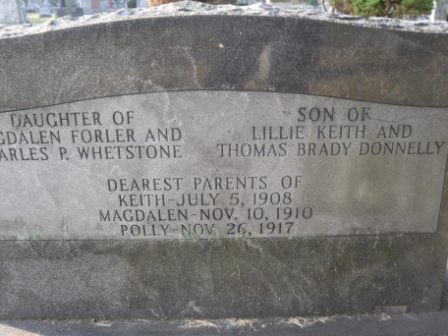 DAUGHTER OF
GDALEN FORLER AND
ARLES P. WHETSTONE
SON OF
LILLIE KEITH AND
THOMAS BRADY DONNELLY
DEAREST PARENTS OF
KEITH-JULY 5, 1908
MAGDALEN-NOV. 10, 1910
POLLY-NOV. 26, 1917